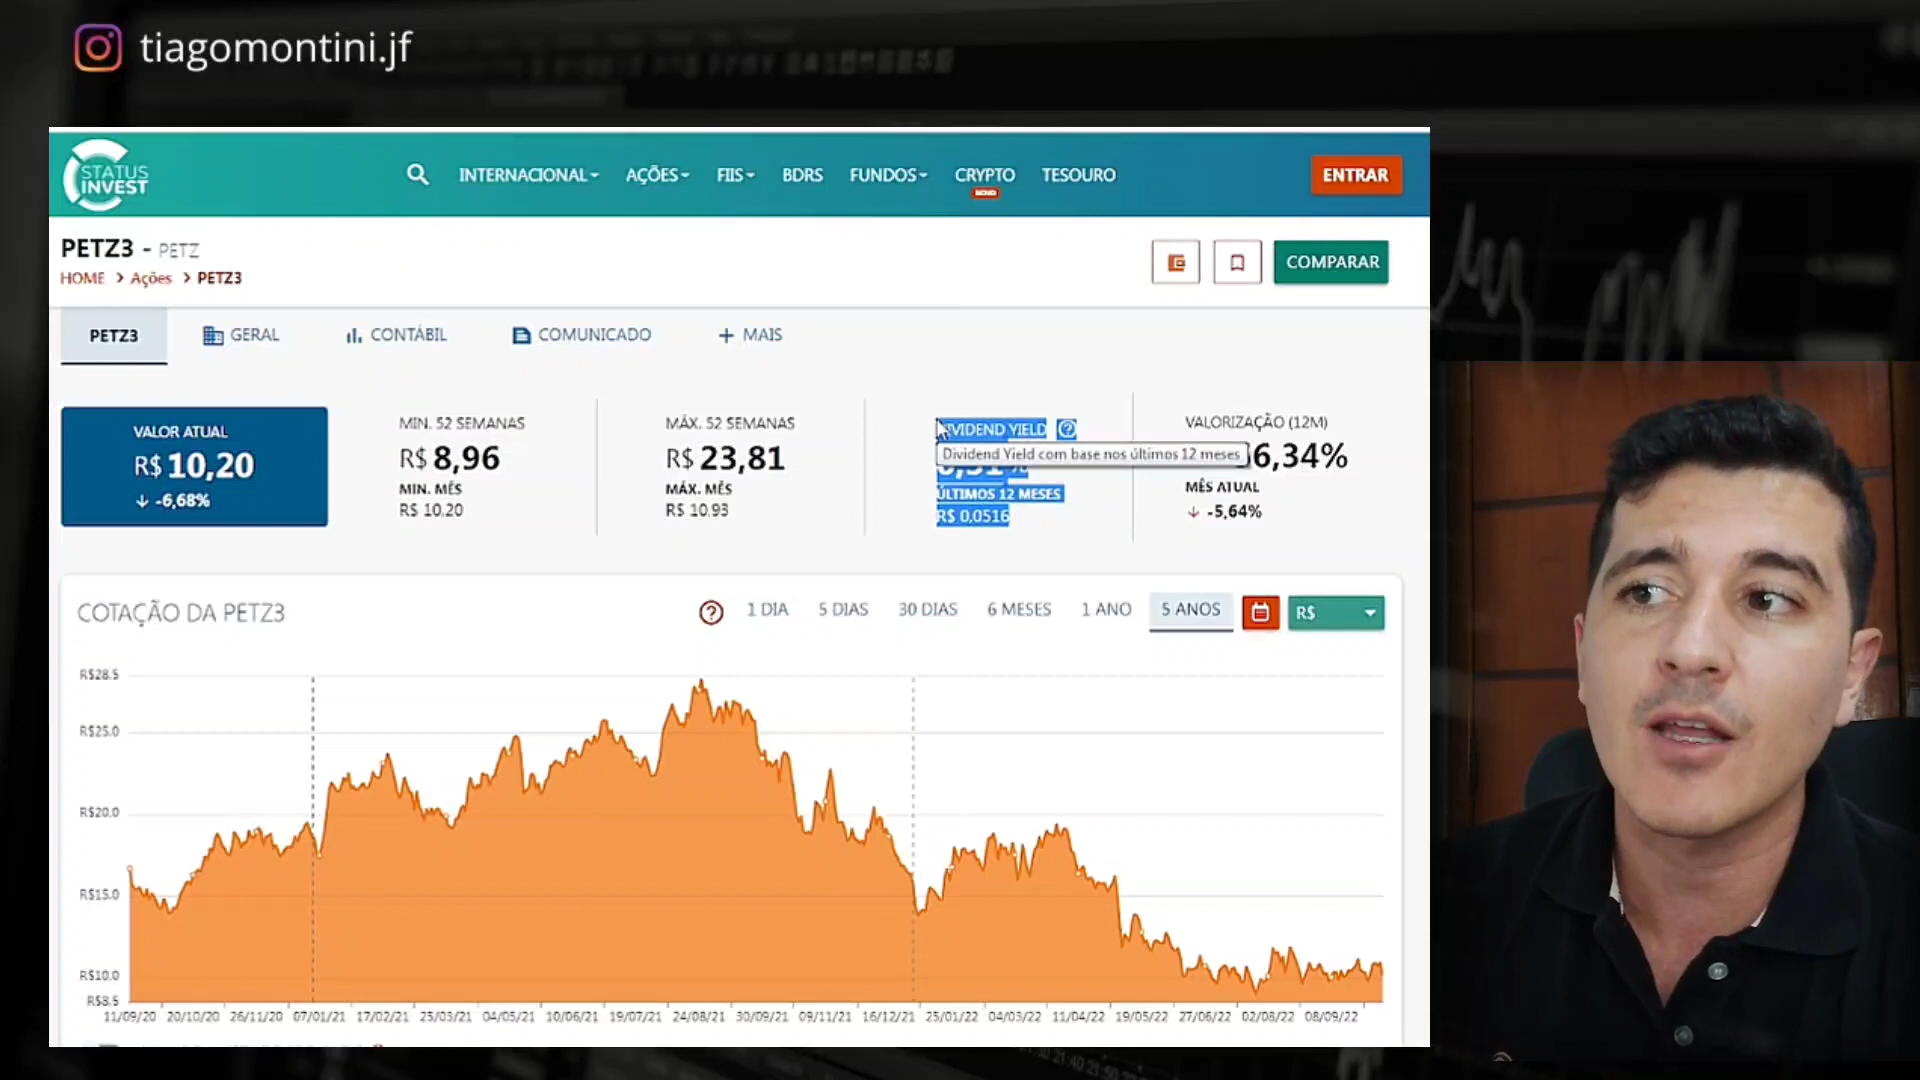 tiagomontini.jf
STATUS
INVEST
INTERNACIONAL
AÇÕES
FIIS
BDRS
FUNDOS
CRYPTO
TESOURO
ENTRAR
PETZ3 - PETZ
HOME > Ações > PETZ3
COMPARAR
PETZ3
GERAL
CONTÁBIL
COMUNICADO
+ MAIS
VALOR ATUAL
R$ 10,20
-6,68%
MIN. 52 SEMANAS
R$ 8,96
MIN. MÊS
R$ 10,20
MÁX. 52 SEMANAS
R$ 23,81
MÁX. MÊS
R$ 10,93
DIVIDEND YIELD
Dividend Yield com base nos últimos 12 meses
ÚLTIMOS 12 MESES
R$ 0,0516
VALORIZAÇÃO (12M)
6,34%
MÊS ATUAL
-5,64%
COTAÇÃO DA PETZ3
1 DIA
5 DIAS
30 DIAS
6 MESES
1 ANO
5 ANOS
R$
R$28.5
R$25.0
R$20.0
R$15.0
R$10.0
R$8.5
11/09/20 20/10/20 26/11/20 07/01/21 17/02/21 25/03/21 04/05/21 10/06/21 19/07/21 24/08/21 30/09/21 09/11/21 16/12/21 25/01/22 04/03/22 11/04/22 19/05/22 27/06/22 02/08/22 08/09/22